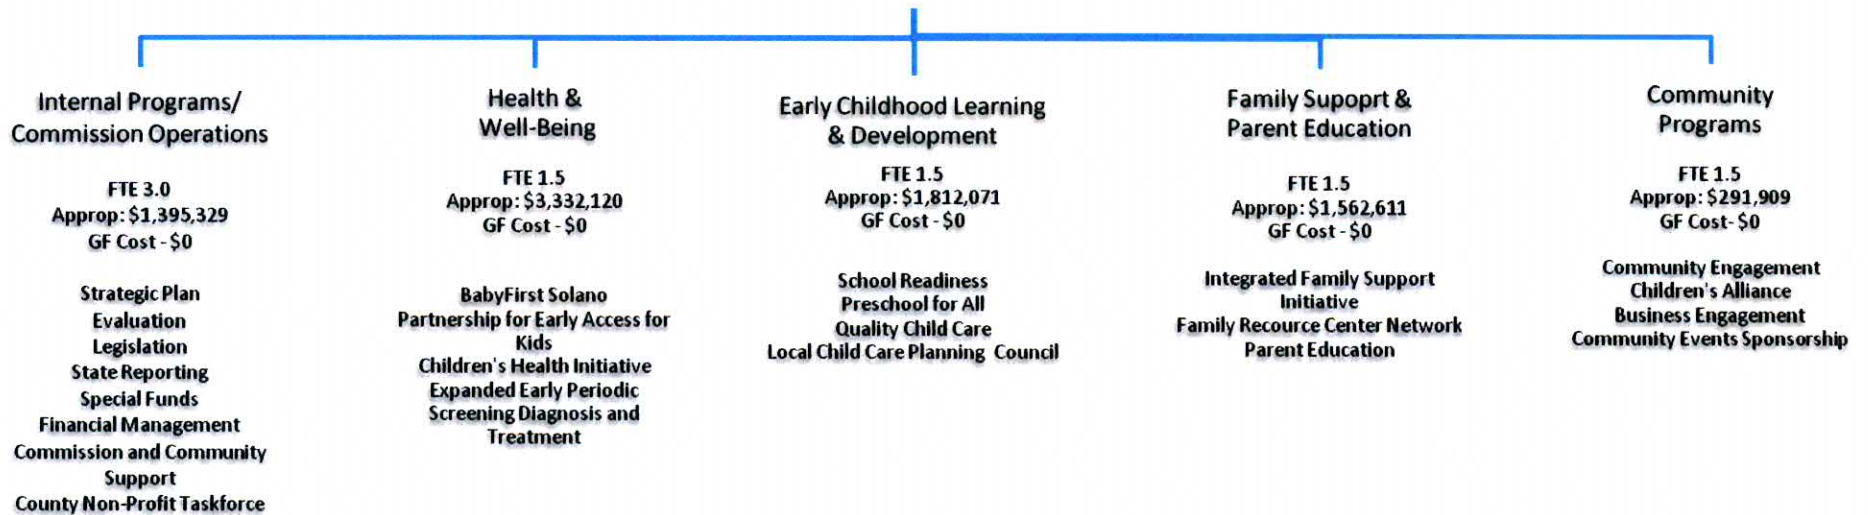 Internal Programs/
Commission Operations
FTE 3.0
Approp: $1,395,329
GF Cost - $0
Strategic Plan
Evaluation
Legislation
State Reporting
Special Funds
Financial Management
Commission and Community
Support
County Non-Profit Taskforce
Health &
Well-Being
FTE 1.5
Approp: $3,332,120
GF Cost - $0
BabyFirst Solano
Partnership for Early Access for
Kids
Children's Health Initiative
Expanded Early Periodic
Screening Diagnosis and
Treatment
Early Childhood Learning
& Development
FTE 1.5
Approp: $1,812,071
GF Cost - $0
School Readiness
Preschool for All
Quality Child Care
Local Child Care Planning Council
Family Supoprt &
Parent Education
FTE 1.5
Approp: $1,562,611
GF Cost - $0
Integrated Family Support
Initiative
Family Recource Center Network
Parent Education
Community
Programs
FTE 1.5
Approp: $291,909
GF Cost- $0
Community Engagement
Children's Alliance
Business Engagement
Community Events Sponsorship